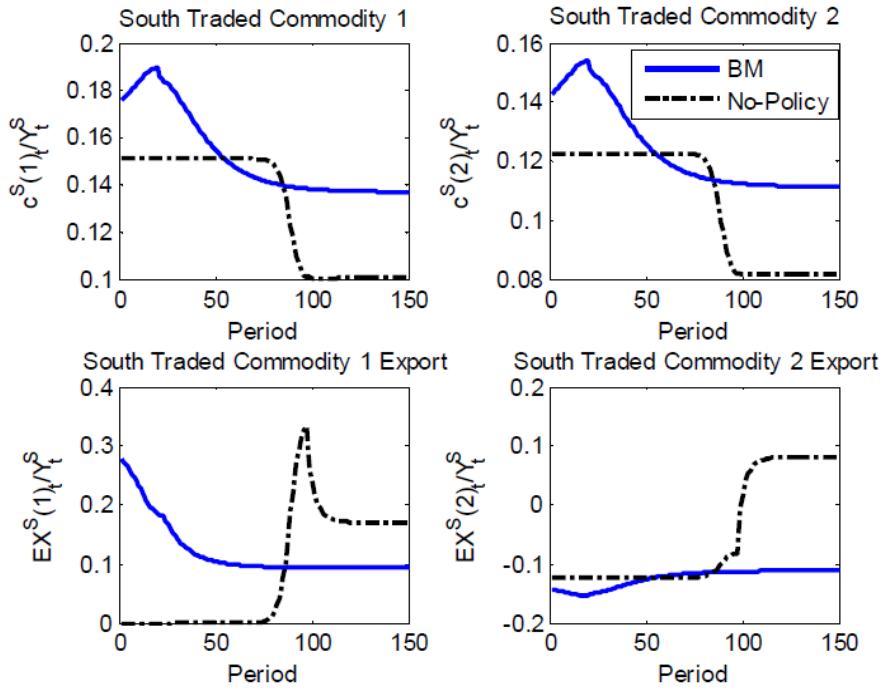 South Traded Commodity 1
0.2
0.18
0.16
0.14
0.12
0.1
c^S(1)_t/Y_t^S
0 50 100 150
Period
South Traded Commodity 2
0.16
0.14
0.12
0.1
0.08
c^S(2)_t/Y_t^S
BM
No-Policy
0 50 100 150
Period
South Traded Commodity 1 Export
0.4
0.3
0.2
0.1
0
EX^S(1)_t/Y_t^S
0 50 100 150
Period
South Traded Commodity 2 Export
0.2
0.1
0
-0.1
-0.2
EX^S(2)_t/Y_t^S
0 50 100 150
Period